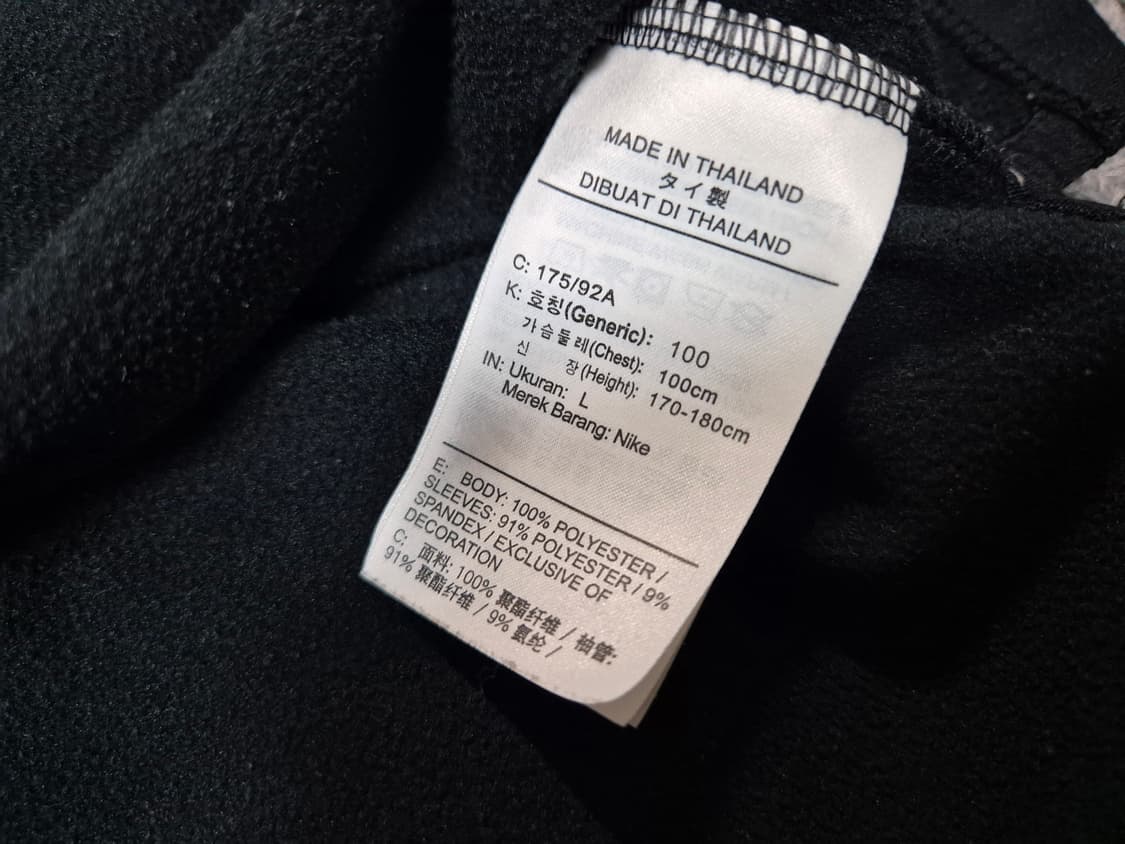 MADE IN THAILAND
タイ製
DIBUAT DI THAILAND
C: 175/92A
K: 호칭(Generic): 100
가슴둘레(Chest): 100cm
신 장(Height): 170-180cm
IN: Ukuran: L
Merek Barang: Nike
E: BODY: 100% POLYESTER /
SLEEVES: 91% POLYESTER / 9%
SPANDEX / EXCLUSIVE OF
DECORATION
C: 面料: 100% 聚酯纤维 / 袖管:
91% 聚酯纤维 / 9% 氨纶 /